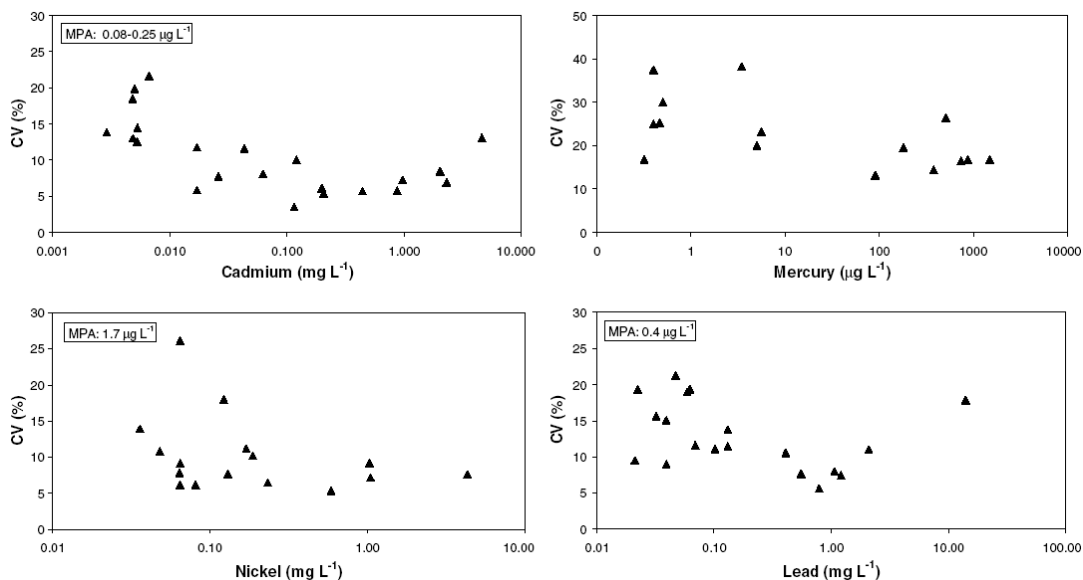 30
25
20
15
10
5
0
CV (%)
MPA: 0.08-0.25 µg L⁻¹
0.001 0.010 0.100 1.000 10.000
Cadmium (mg L⁻¹)
50
40
30
20
10
0
CV (%)
0 1 10 100 1000 10000
Mercury (µg L⁻¹)
30
25
20
15
10
5
0
CV (%)
MPA: 1.7 µg L⁻¹
0.01 0.10 1.00 10.00
Nickel (mg L⁻¹)
30
25
20
15
10
5
0
CV (%)
MPA: 0.4 µg L⁻¹
0.01 0.10 1.00 10.00 100.00
Lead (mg L⁻¹)